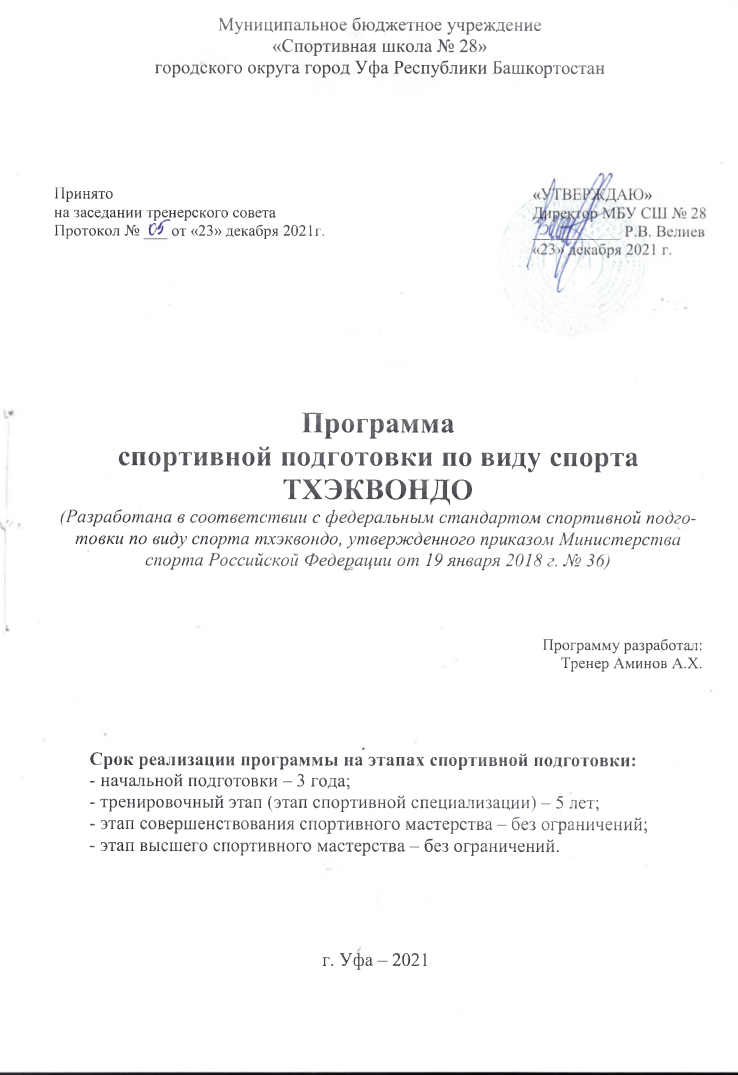 Муниципальное бюджетное учреждение
«Спортивная школа № 28»
городского округа город Уфа Республики Башкортостан
Принято
на заседании тренерского совета
Протокол № 05 от «23» декабря 2021г.
«УТВЕРЖДАЮ»
Директор МБУ СШ № 28
Р.В. Велиев
«23» декабря 2021 г.
Программа
спортивной подготовки по виду спорта
ТХЭКВОНДО
(Разработана в соответствии с федеральным стандартом спортивной подго-
товки по виду спорта тхэквондо, утвержденного приказом Министерства
спорта Российской Федерации от 19 января 2018 г. № 36)
Программу разработал:
Тренер Аминов А.Х.
Срок реализации программы на этапах спортивной подготовки:
- начальной подготовки – 3 года;
- тренировочный этап (этап спортивной специализации) – 5 лет;
- этап совершенствования спортивного мастерства – без ограничений;
- этап высшего спортивного мастерства – без ограничений.
г. Уфа – 2021